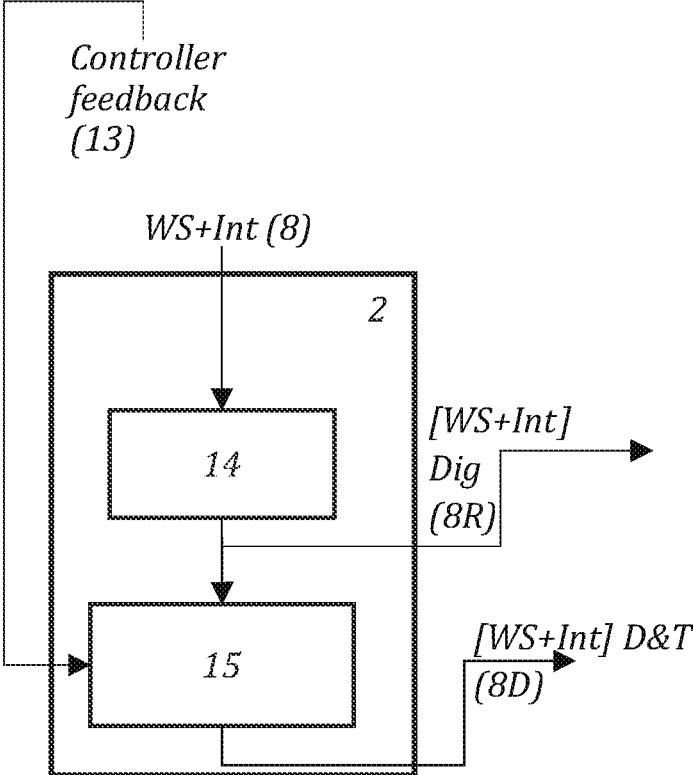 Controller
feedback
(13)
WS+Int (8)
2
[WS+Int]
Dig
(8R)
14
15
[WS+Int] D&T
(8D)